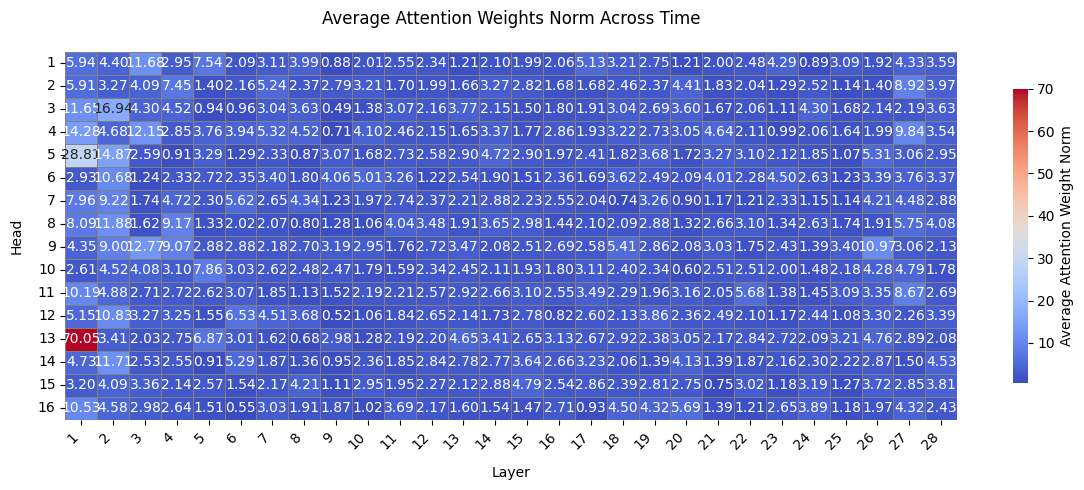 Average Attention Weights Norm Across Time
1 5.94 4.40 11.68 2.95 7.54 2.09 3.11 3.99 0.88 2.01 2.55 2.34 1.21 2.10 1.99 2.06 5.13 3.21 2.75 1.21 2.00 2.48 4.29 0.89 3.09 1.92 4.33 3.59
2 5.91 3.27 4.09 7.45 1.40 2.16 5.24 2.37 3.21 1.70 1.99 1.66 3.27 2.82 1.97 1.68 1.68 2.46 2.37 4.41 1.83 2.04 1.29 2.52 1.14 1.40 8.92 3.97
3 11.65 16.94 4.30 4.52 0.94 0.96 3.04 3.63 0.49 1.38 3.07 2.16 3.77 2.15 1.50 1.80 1.91 3.04 2.69 3.60 1.67 2.06 1.11 4.30 1.68 2.14 2.19 3.63
4 14.28 4.68 12.15 2.85 3.76 3.94 5.32 4.52 0.71 4.10 2.46 2.15 1.65 3.37 1.77 2.86 1.93 3.22 2.73 3.05 4.64 2.11 0.99 2.06 1.64 1.99 9.84 3.54
5 28.81 14.87 2.59 0.91 3.29 1.29 2.33 0.87 3.07 1.68 2.73 2.58 2.90 4.72 2.90 1.97 2.41 1.82 3.68 1.72 3.27 3.10 2.12 1.85 1.07 5.31 3.06 2.95
6 2.93 10.68 1.24 2.33 2.72 2.35 3.40 1.80 4.06 5.01 3.26 1.22 2.54 1.90 1.51 2.36 1.69 3.62 2.49 2.09 4.01 2.28 4.50 2.63 1.23 3.39 3.76 3.37
7 7.96 9.22 1.74 4.72 2.30 5.62 2.65 4.34 1.23 1.97 2.74 2.37 2.21 2.88 2.23 2.55 2.04 0.74 3.26 0.90 1.17 1.21 2.33 1.15 1.14 4.21 4.48 2.88
8 8.09 11.88 1.62 9.17 1.33 2.02 2.07 0.80 1.28 1.06 4.04 3.48 1.91 3.65 2.98 1.44 2.10 2.09 2.88 1.32 2.66 3.10 1.34 2.63 1.74 1.91 5.75 4.08
9 4.35 9.00 12.77 9.07 2.88 2.88 2.18 2.70 3.19 2.95 1.76 2.72 3.47 2.08 2.51 2.69 2.58 5.41 2.86 2.08 3.03 1.75 2.43 1.39 3.40 10.97 3.06 2.13
10 2.61 4.52 4.08 3.10 7.86 3.03 2.62 2.48 2.47 1.79 1.59 2.34 2.45 2.11 1.93 1.80 3.11 2.40 2.34 0.60 2.51 2.51 2.00 1.48 2.18 4.28 4.79 1.78
11 10.19 4.88 2.71 2.72 2.62 3.07 1.85 1.13 1.52 2.19 2.21 2.57 2.92 2.66 3.10 2.55 3.49 2.29 1.96 3.16 2.05 5.68 1.38 1.45 3.09 3.35 8.67 2.69
12 5.15 10.83 3.27 3.25 1.55 6.53 4.51 3.68 0.52 1.06 1.84 2.65 2.14 2.73 2.78 0.82 2.60 2.13 3.86 2.36 2.49 2.10 1.17 2.44 1.08 3.30 2.26 3.39
13 70.05 3.41 2.03 2.75 6.87 3.01 1.62 0.68 2.98 1.28 2.19 2.20 4.65 3.41 2.65 3.13 2.67 2.92 2.38 3.05 2.17 2.84 2.72 2.09 3.21 4.76 2.89 2.08
14 11.71 2.53 2.55 0.91 5.29 1.87 1.36 0.95 2.36 1.85 2.84 2.78 2.77 3.64 2.66 3.23 2.06 1.39 4.13 1.39 1.87 2.16 2.30 2.22 2.87 1.50 4.53
15 3.20 4.09 3.36 2.14 2.57 1.54 2.17 4.21 1.11 2.95 1.95 2.27 2.12 2.88 4.79 2.54 2.86 2.39 2.81 2.75 0.75 3.02 1.18 3.19 1.27 3.72 2.85 3.81
16 10.53 4.58 2.98 2.64 1.51 0.55 3.03 1.91 1.87 1.02 3.69 2.17 1.60 1.54 1.47 2.71 0.93 4.50 4.32 5.69 1.39 1.21 2.65 3.89 1.18 1.97 4.32 2.43
1 2 3 4 5 6 7 8 9 10 11 12 13 14 15 16 17 18 19 20 21 22 23 24 25 26 27 28
Layer
Head
70
60
50
40
30
20
10
Average Attention Weight Norm